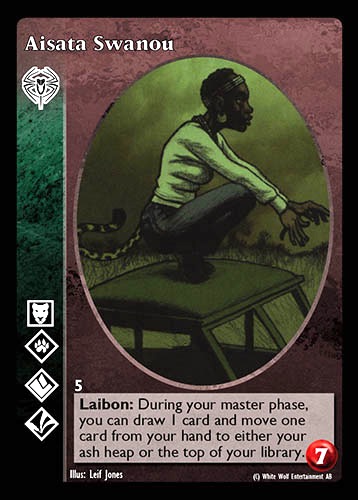 Aisata Swanou
5
Laibon: During your master phase,
you can draw 1 card and move one
card from your hand to either your
ash heap or the top of your library.
7
Illus: Leif Jones
(C) White Wolf Entertainment AB